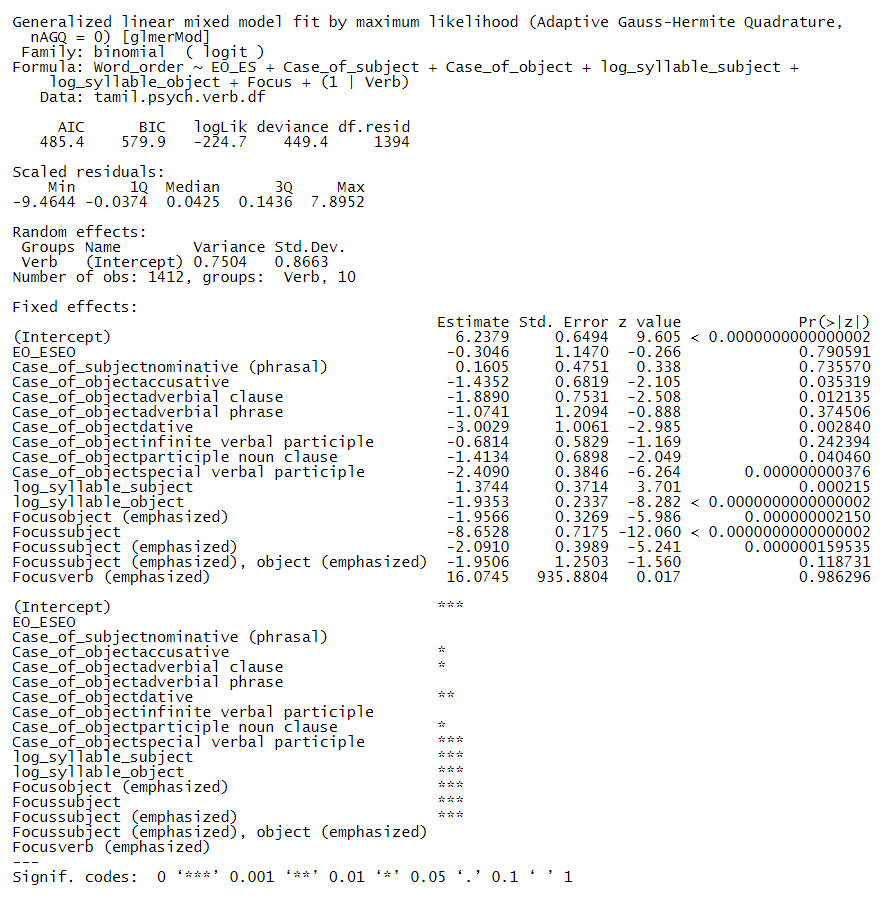 Generalized linear mixed model fit by maximum likelihood (Adaptive Gauss-Hermite Quadrature,
  nAGQ = 0) [glmerMod]
 Family: binomial  ( logit )
Formula: Word_order ~ EO_ES + Case_of_subject + Case_of_object + log_syllable_subject +
    log_syllable_object + Focus + (1 | Verb)
   Data: tamil.psych.verb.df
     AIC      BIC   logLik deviance df.resid
   485.4    579.9   -224.7    449.4     1394
Scaled residuals:
    Min      1Q  Median      3Q     Max
-9.4644 -0.0374  0.0425  0.1436  7.8952
Random effects:
 Groups Name        Variance Std.Dev.
 Verb   (Intercept) 0.7504   0.8663
Number of obs: 1412, groups:  Verb, 10
Fixed effects:
Estimate Std. Error z value Pr(>|z|)
(Intercept) 6.2379 0.6494 9.605 < 0.0000000000000002
EO_ESEO -0.3046 1.1470 -0.266 0.790591
Case_of_subjectnominative (phrasal) 0.1605 0.4751 0.338 0.735570
Case_of_objectaccusative -1.4352 0.6819 -2.105 0.035319
Case_of_objectadverbial clause -1.8890 0.7531 -2.508 0.012135
Case_of_objectadverbial phrase -1.0741 1.2094 -0.888 0.374506
Case_of_objectdative -3.0029 1.0061 -2.985 0.002840
Case_of_objectinfinite verbal participle -0.6814 0.5829 -1.169 0.242394
Case_of_objectparticiple noun clause -1.4134 0.6898 -2.049 0.040460
Case_of_objectspecial verbal participle -2.4090 0.3846 -6.264 0.000000000376
log_syllable_subject 1.3744 0.3714 3.701 0.000215
log_syllable_object -1.9353 0.2337 -8.282 < 0.0000000000000002
Focusobject (emphasized) -1.9566 0.3269 -5.986 0.000000002150
Focussubject -8.6528 0.7175 -12.060 < 0.0000000000000002
Focussubject (emphasized) -2.0910 0.3989 -5.241 0.000000159535
Focussubject (emphasized), object (emphasized) -1.9506 1.2503 -1.560 0.118731
Focusverb (emphasized) 16.0745 935.8804 0.017 0.986296
(Intercept) ***
EO_ESEO
Case_of_subjectnominative (phrasal)
Case_of_objectaccusative *
Case_of_objectadverbial clause *
Case_of_objectadverbial phrase
Case_of_objectdative **
Case_of_objectinfinite verbal participle
Case_of_objectparticiple noun clause *
Case_of_objectspecial verbal participle ***
log_syllable_subject ***
log_syllable_object ***
Focusobject (emphasized) ***
Focussubject ***
Focussubject (emphasized) ***
Focussubject (emphasized), object (emphasized)
Focusverb (emphasized)
---
Signif. codes:  0 ‘***’ 0.001 ‘**’ 0.01 ‘*’ 0.05 ‘.’ 0.1 ‘ ’ 1